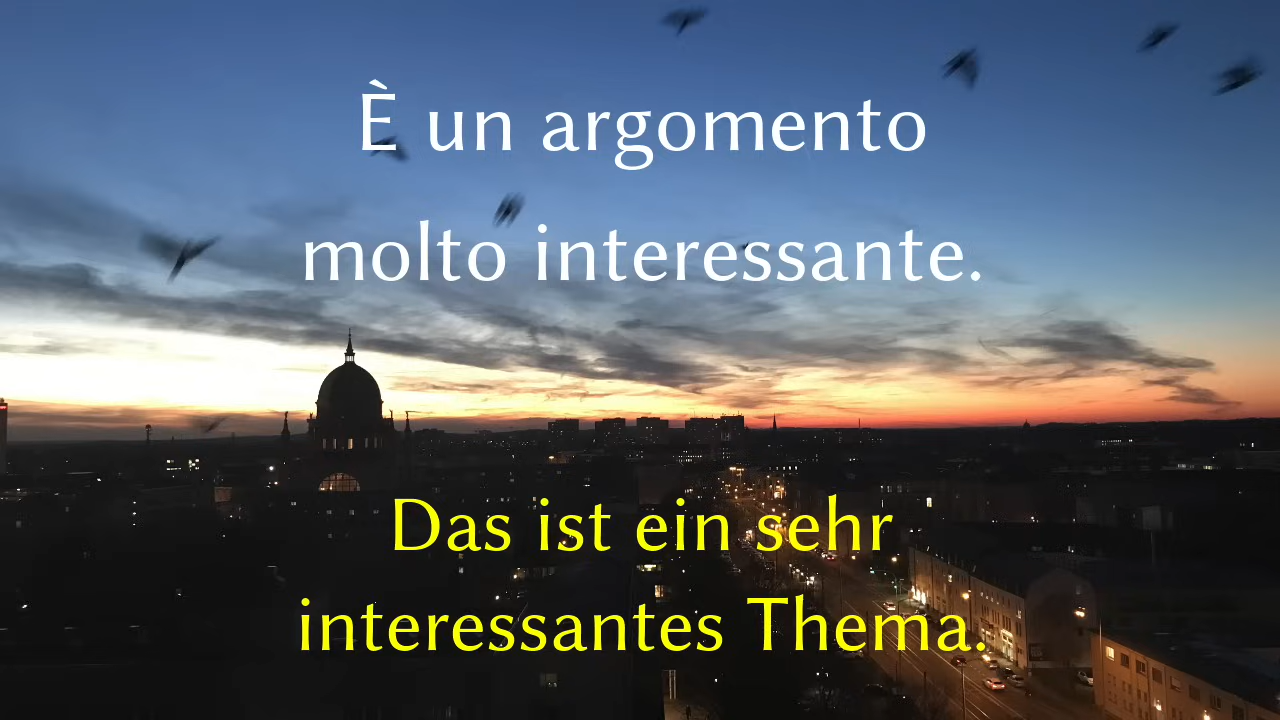 È un argomento
molto interessante.
Das ist ein sehr
interessantes Thema.